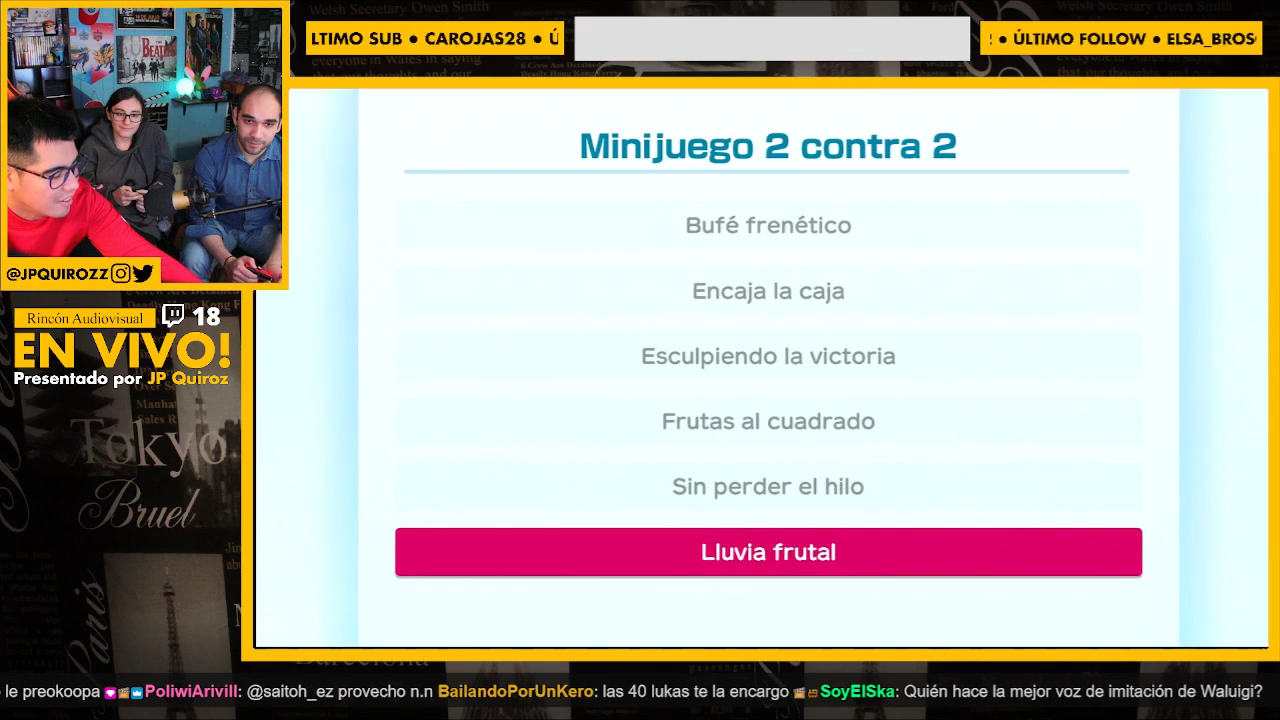 LTIMO SUB • CAROJAS28 • Ú
• ÚLTIMO FOLLOW • ELSA_BROS
@JPQUIROZZ
Rincón Audiovisual
18
EN VIVO!
Presentado por JP Quiroz
Minijuego 2 contra 2
Bufé frenético
Encaja la caja
Esculpiendo la victoria
Frutas al cuadrado
Sin perder el hilo
Lluvia frutal
Tokyo
Bruel
Paris
Barcelona
le preokoopa PoliwiArivill: @saitoh_ez provecho n.n BailandoPorUnKero: las 40 lukas te la encargo SoyElSka: Quién hace la mejor voz de imitación de Waluigi?